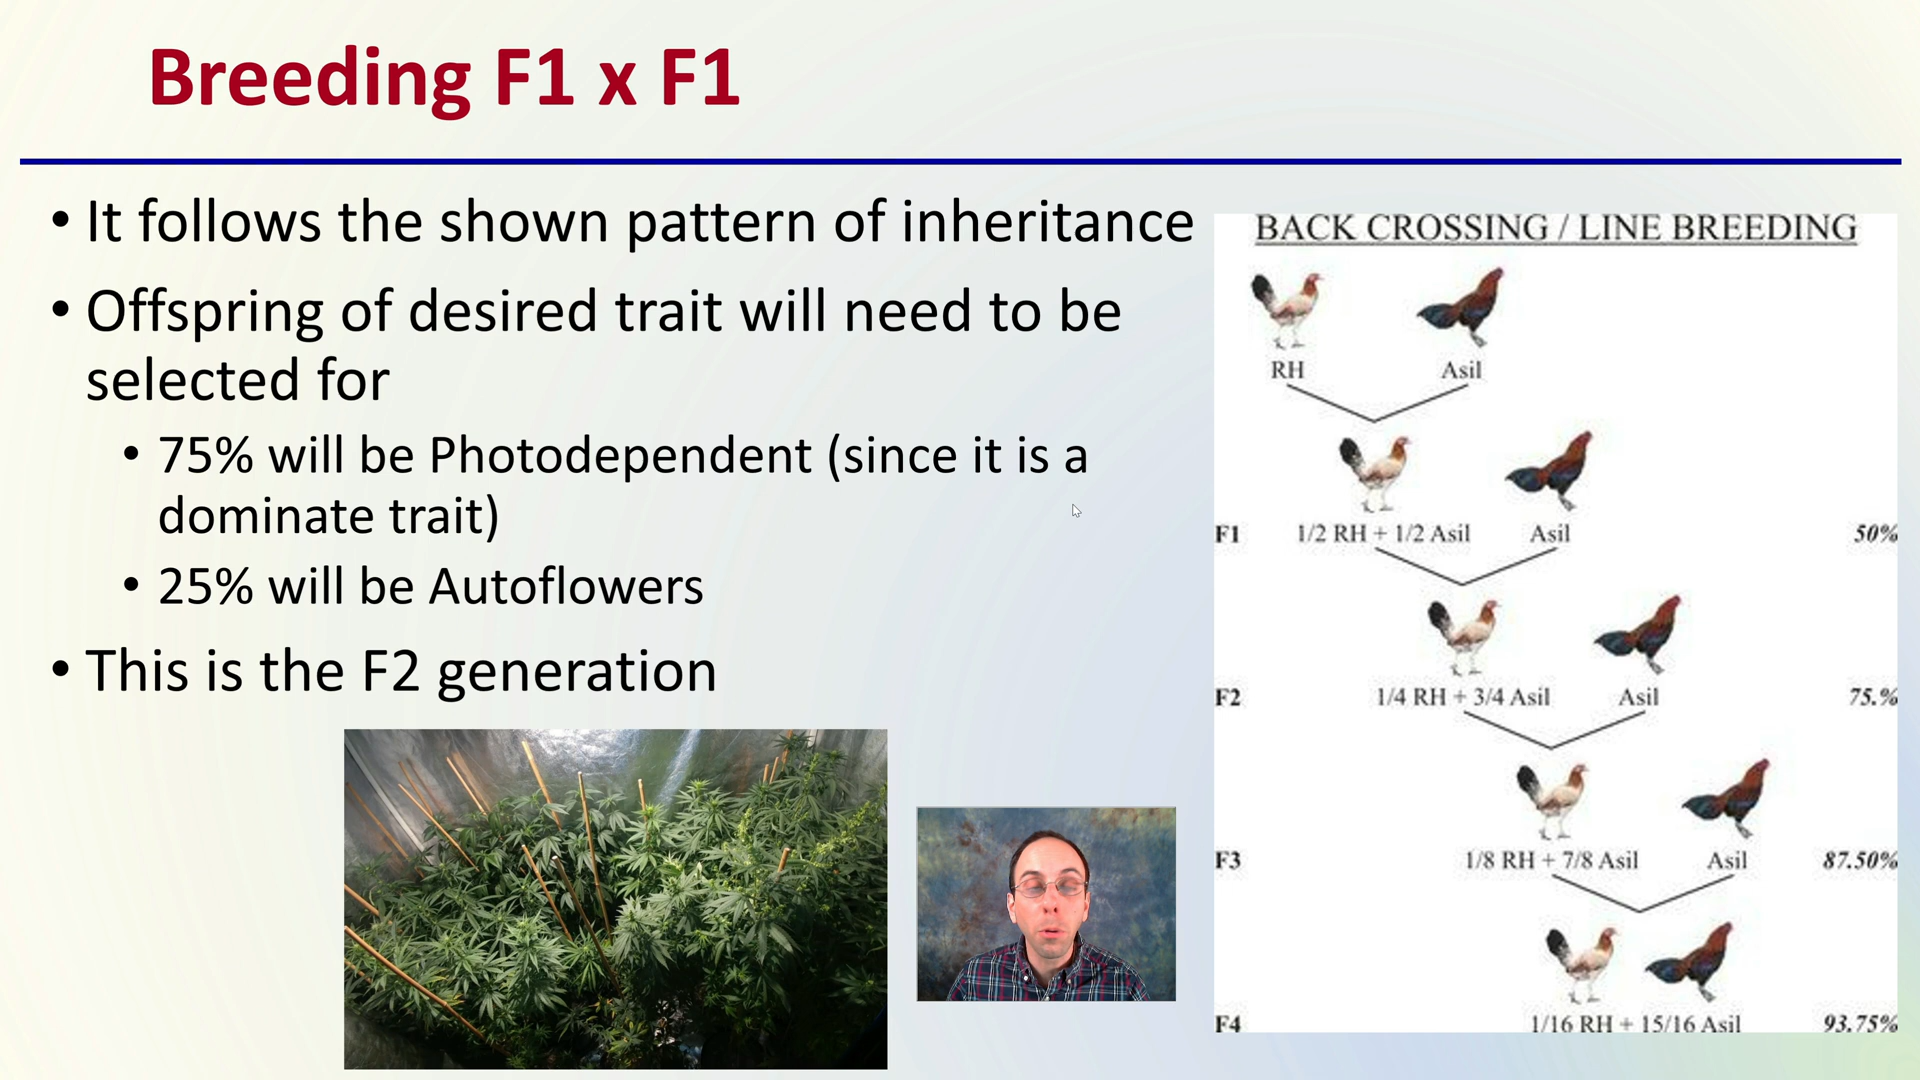 Breeding F1 x F1
• It follows the shown pattern of inheritance
• Offspring of desired trait will need to be
selected for
• 75% will be Photodependent (since it is a
dominate trait)
• 25% will be Autoflowers
• This is the F2 generation
BACK CROSSING / LINE BREEDING
RH Asil
F1 1/2 RH + 1/2 Asil Asil 50%
F2 1/4 RH + 3/4 Asil Asil 75.%
F3 1/8 RH + 7/8 Asil Asil 87.50%
F4 1/16 RH + 15/16 Asil 93.75%